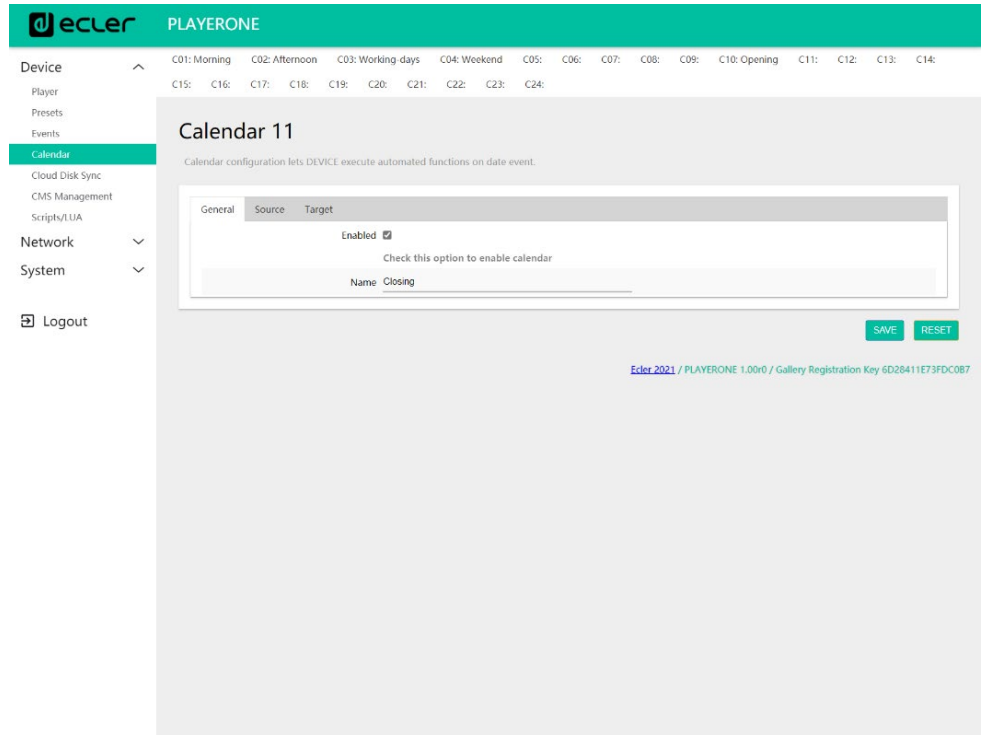 ecler
PLAYERONE
Device
Player
Presets
Events
Calendar
Cloud Disk Sync
CMS Management
Scripts/LUA
Network
System
Logout
C01: Morning C02: Afternoon C03: Working-days C04: Weekend C05: C06: C07: C08: C09: C10: Opening C11: C12: C13: C14:
C15: C16: C17: C18: C19: C20: C21: C22: C23: C24:
Calendar 11
Calendar configuration lets DEVICE execute automated functions on date event.
General Source Target
Enabled
Check this option to enable calendar
Name Closing
SAVE RESET
Ecler 2021 / PLAYERONE 1.00r0 / Gallery Registration Key 6D28411E73FDC0B7